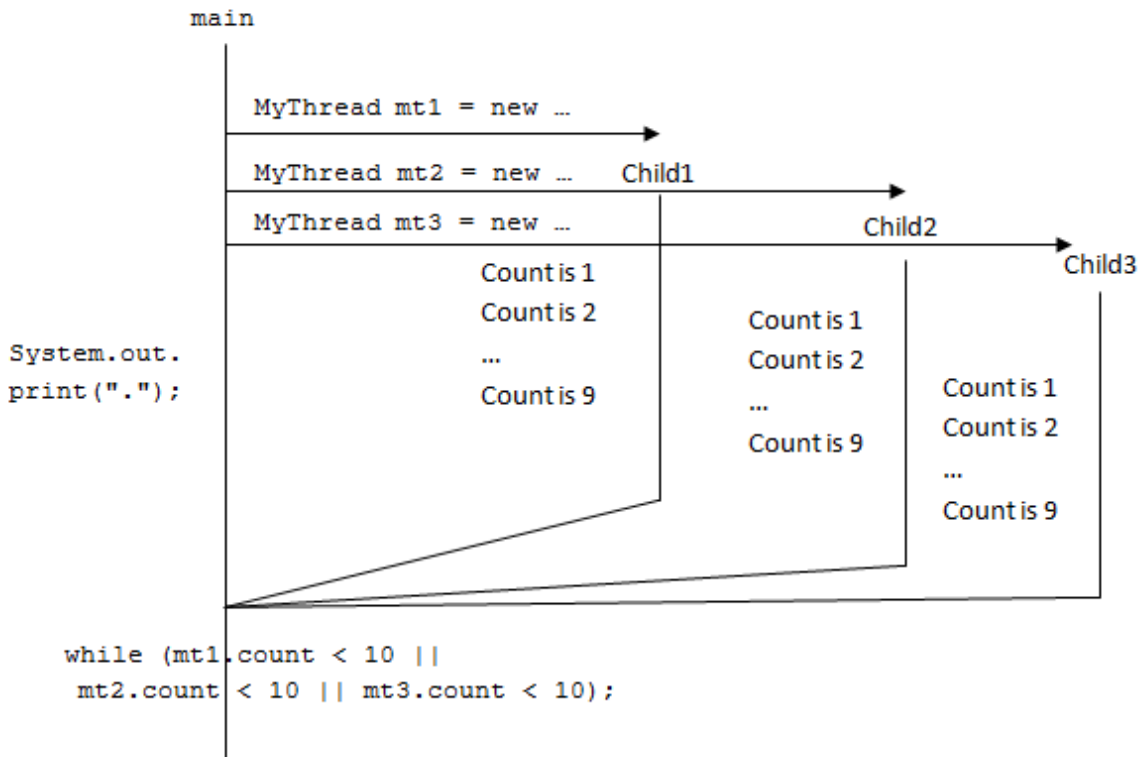 main
MyThread mt1 = new …
MyThread mt2 = new …
Child1
MyThread mt3 = new …
Child2
Child3
Count is 1
Count is 2
…
Count is 9
Count is 1
Count is 2
…
Count is 9
Count is 1
Count is 2
…
Count is 9
System.out.
print(".");
while (mt1.count < 10 ||
mt2.count < 10 || mt3.count < 10);